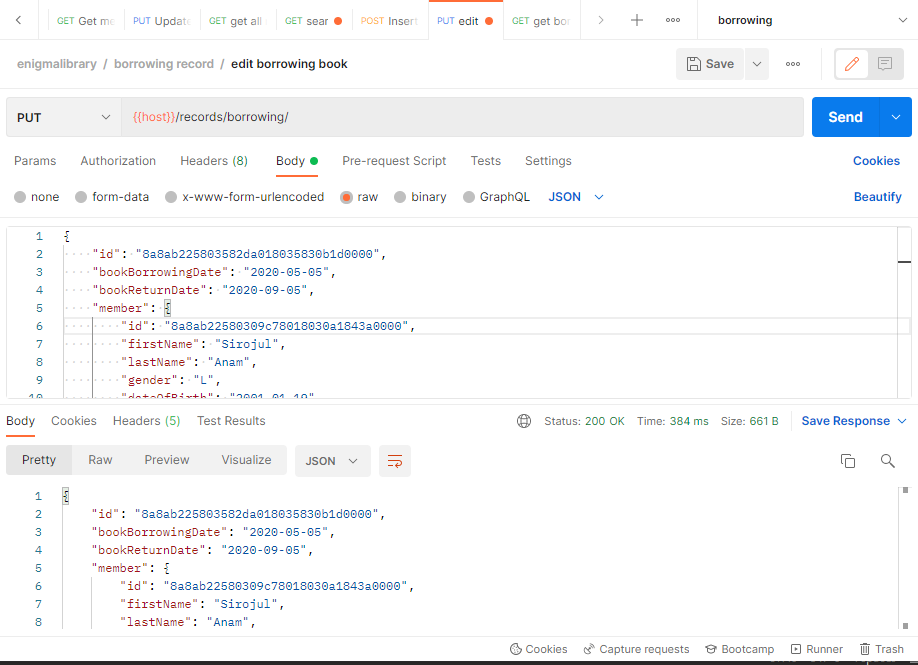 GET Get me PUT Update GET get all GET sear POST Insert PUT edit GET get bor borrowing
enigmalibrary / borrowing record / edit borrowing book Save
PUT {{host}}/records/borrowing/ Send
Params Authorization Headers (8) Body Pre-request Script Tests Settings Cookies
none form-data x-www-form-urlencoded raw binary GraphQL JSON Beautify
1 {
2 "id": "8a8ab225803582da018035830b1d0000",
3 "bookBorrowingDate": "2020-05-05",
4 "bookReturnDate": "2020-09-05",
5 "member": {
6 "id": "8a8ab22580309c78018030a1843a0000",
7 "firstName": "Sirojul",
8 "lastName": "Anam",
9 "gender": "L",
10 "dateOfBirth": "2001-01-19"
Body Cookies Headers (5) Test Results Status: 200 OK Time: 384 ms Size: 661 B Save Response
Pretty Raw Preview Visualize JSON
1 {
2 "id": "8a8ab225803582da018035830b1d0000",
3 "bookBorrowingDate": "2020-05-05",
4 "bookReturnDate": "2020-09-05",
5 "member": {
6 "id": "8a8ab22580309c78018030a1843a0000",
7 "firstName": "Sirojul",
8 "lastName": "Anam",
Cookies Capture requests Bootcamp Runner Trash